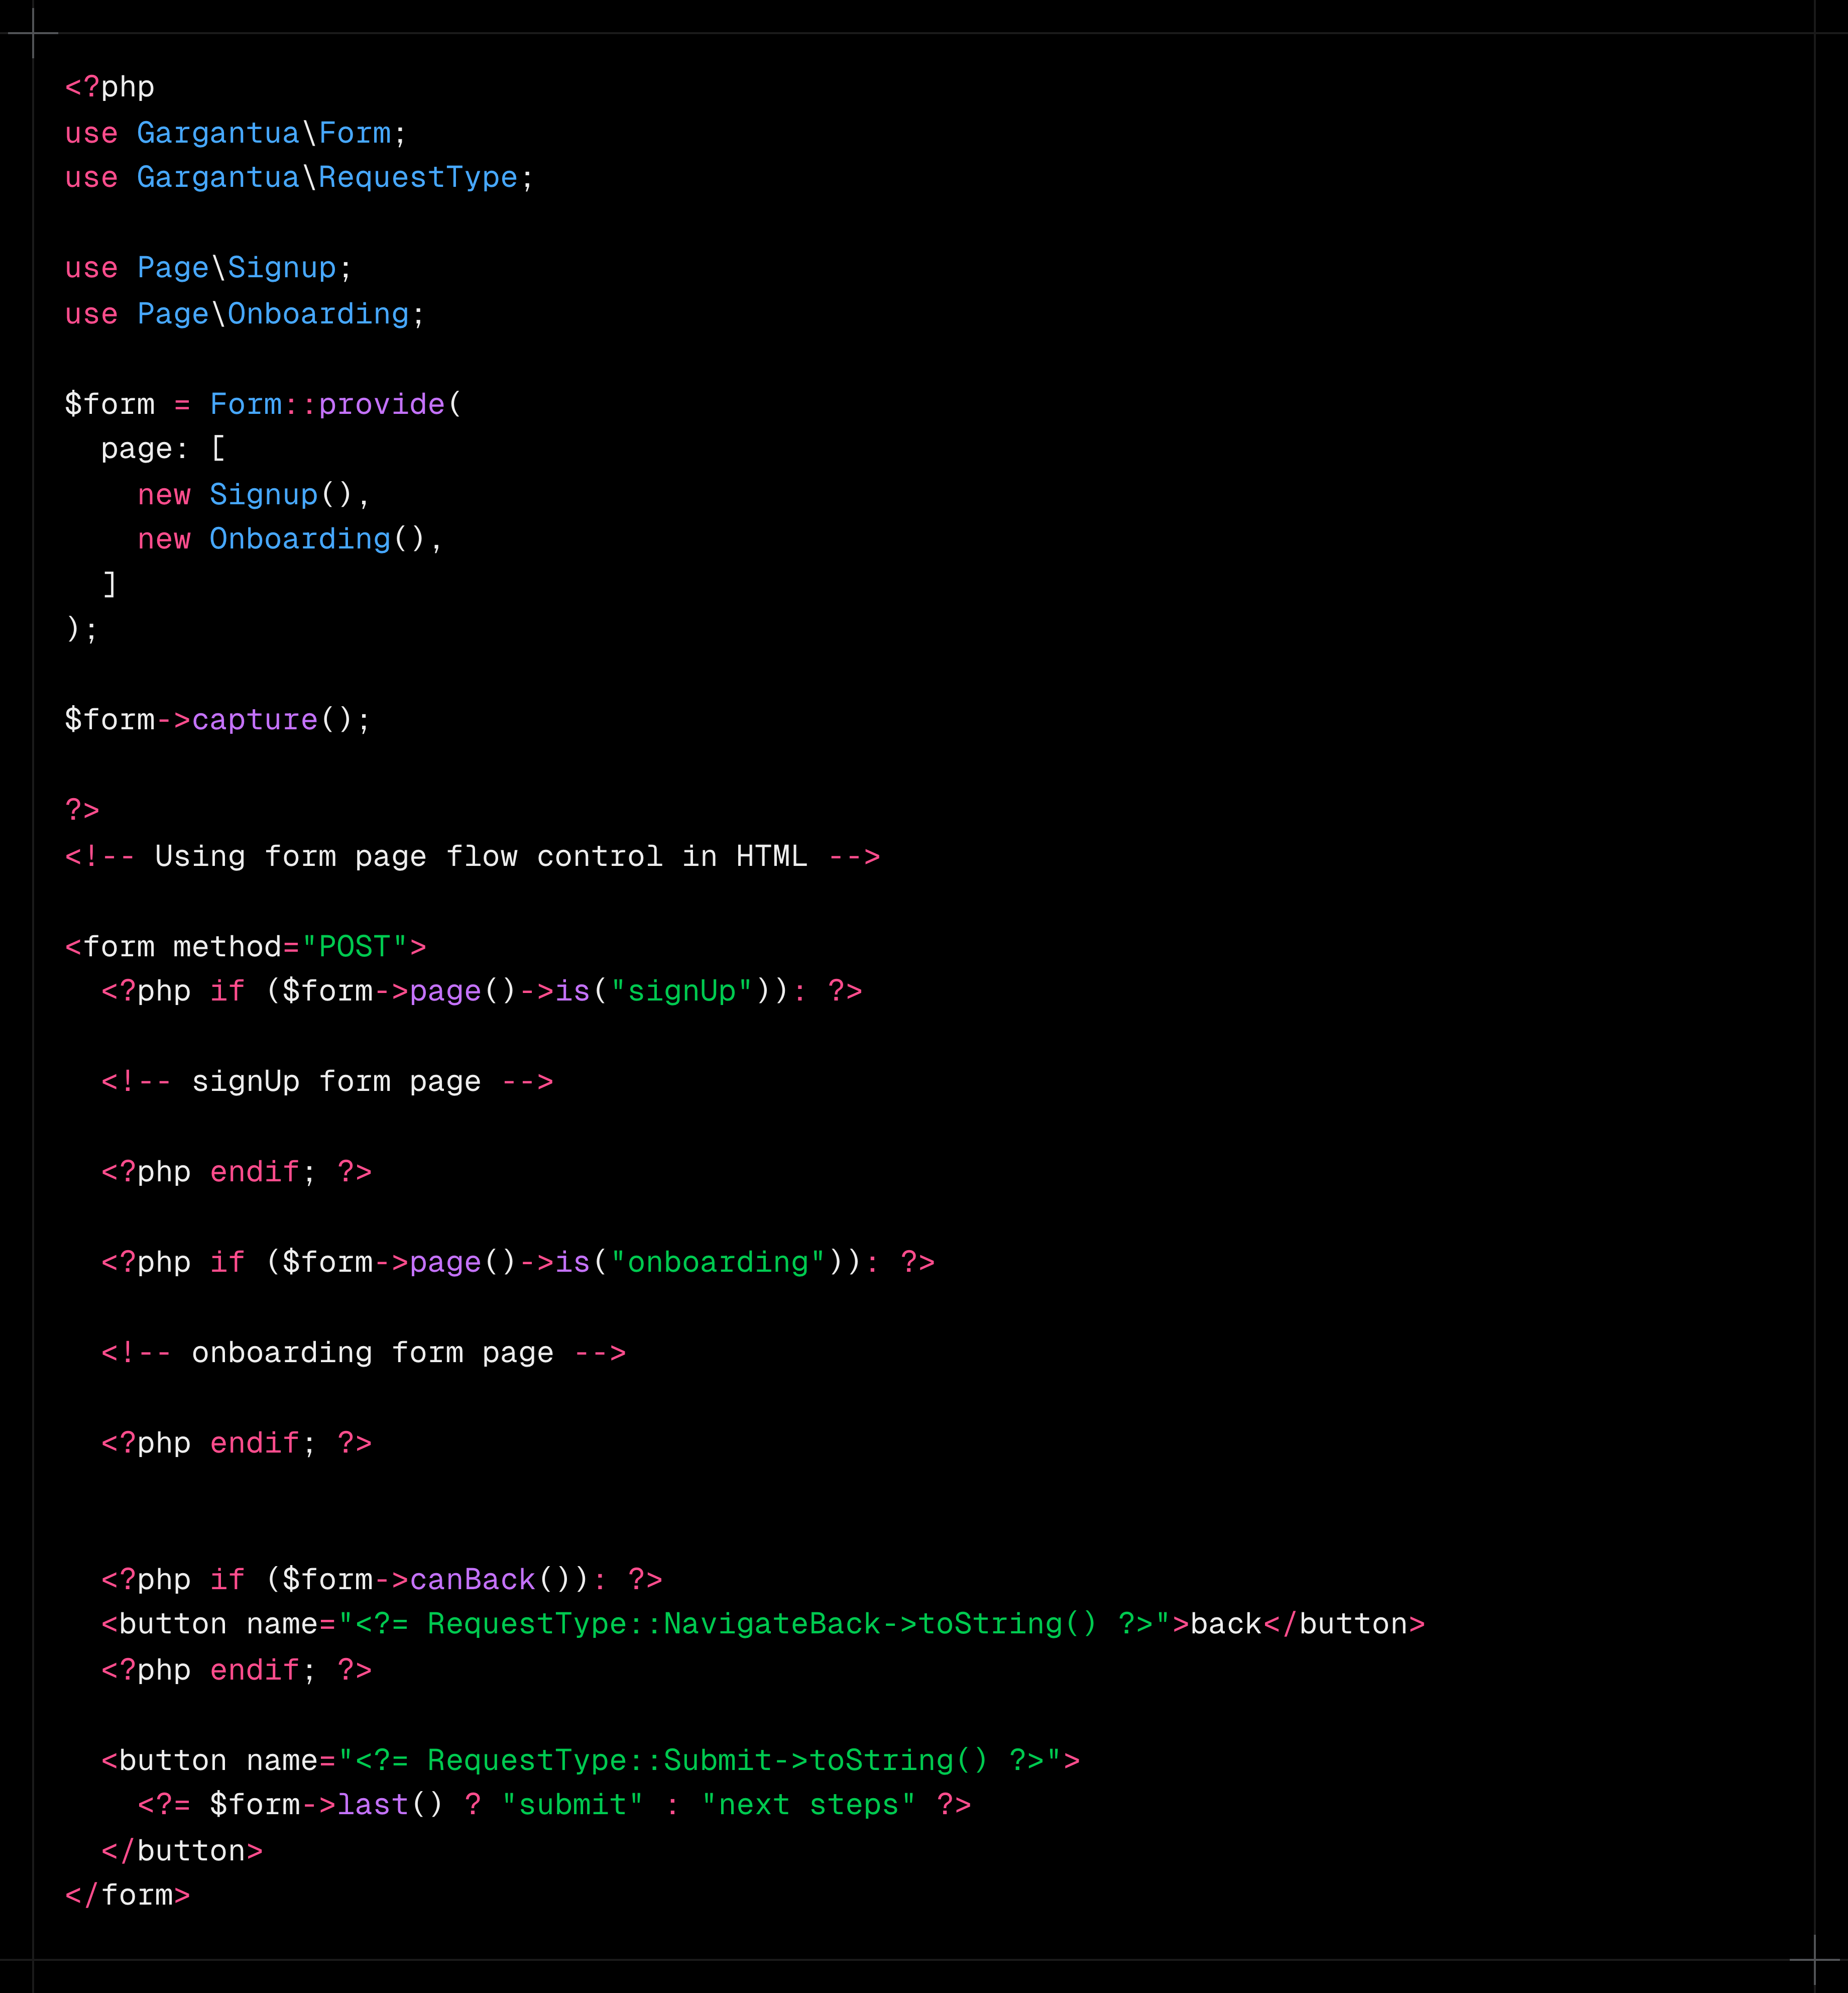 <?php
use Gargantua\Form;
use Gargantua\RequestType;

use Page\Signup;
use Page\Onboarding;

$form = Form::provide(
  page: [
    new Signup(),
    new Onboarding(),
  ]
);

$form->capture();

?>
<!-- Using form page flow control in HTML -->

<form method="POST">
  <?php if ($form->page()->is("signUp")): ?>

  <!-- signUp form page -->

  <?php endif; ?>

  <?php if ($form->page()->is("onboarding")): ?>

  <!-- onboarding form page -->

  <?php endif; ?>


  <?php if ($form->canBack()): ?>
  <button name="<?= RequestType::NavigateBack->toString() ?>">back</button>
  <?php endif; ?>

  <button name="<?= RequestType::Submit->toString() ?>">
    <?= $form->last() ? "submit" : "next steps" ?>
  </button>
</form>